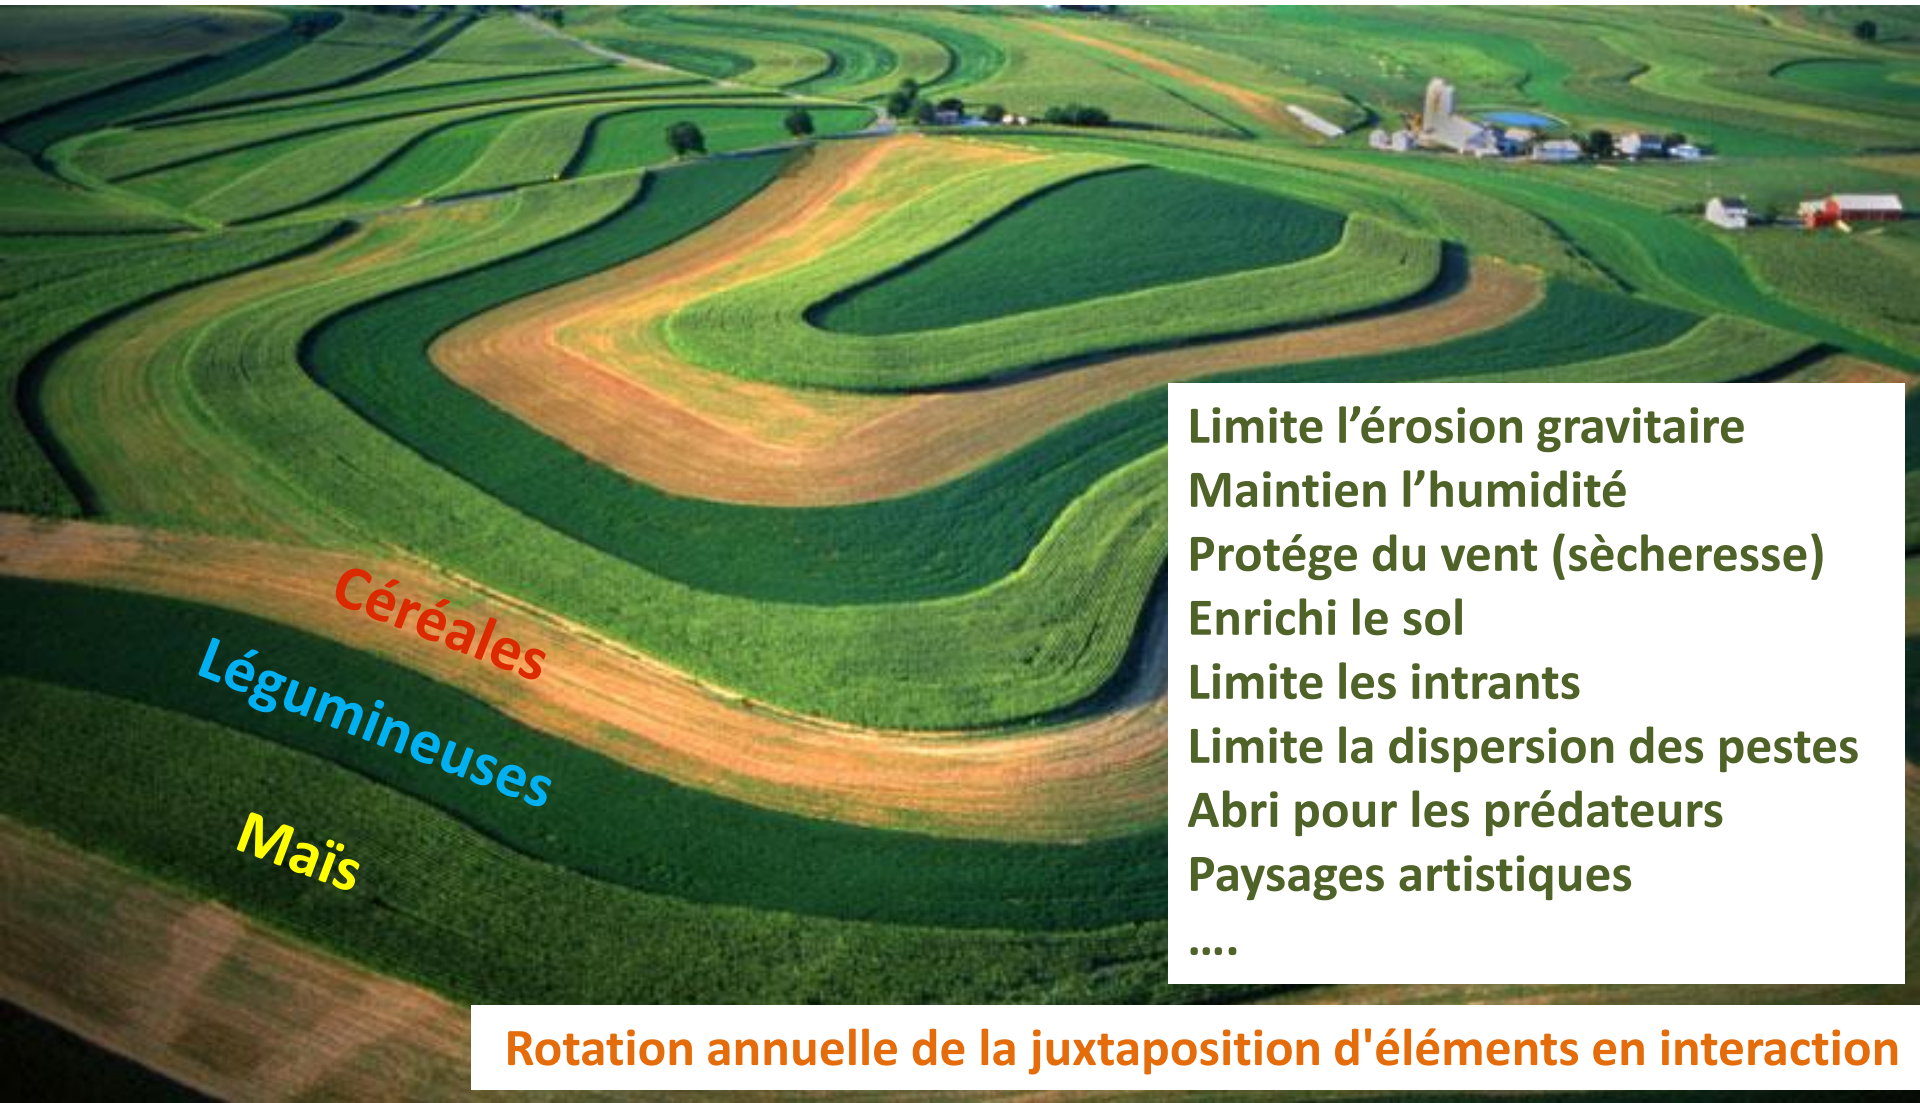 Limite l’érosion gravitaire
Maintien l’humidité
Protége du vent (sècheresse)
Enrichi le sol
Limite les intrants
Limite la dispersion des pestes
Abri pour les prédateurs
Paysages artistiques
….
Céréales
Légumineuses
Maïs
Rotation annuelle de la juxtaposition d'éléments en interaction